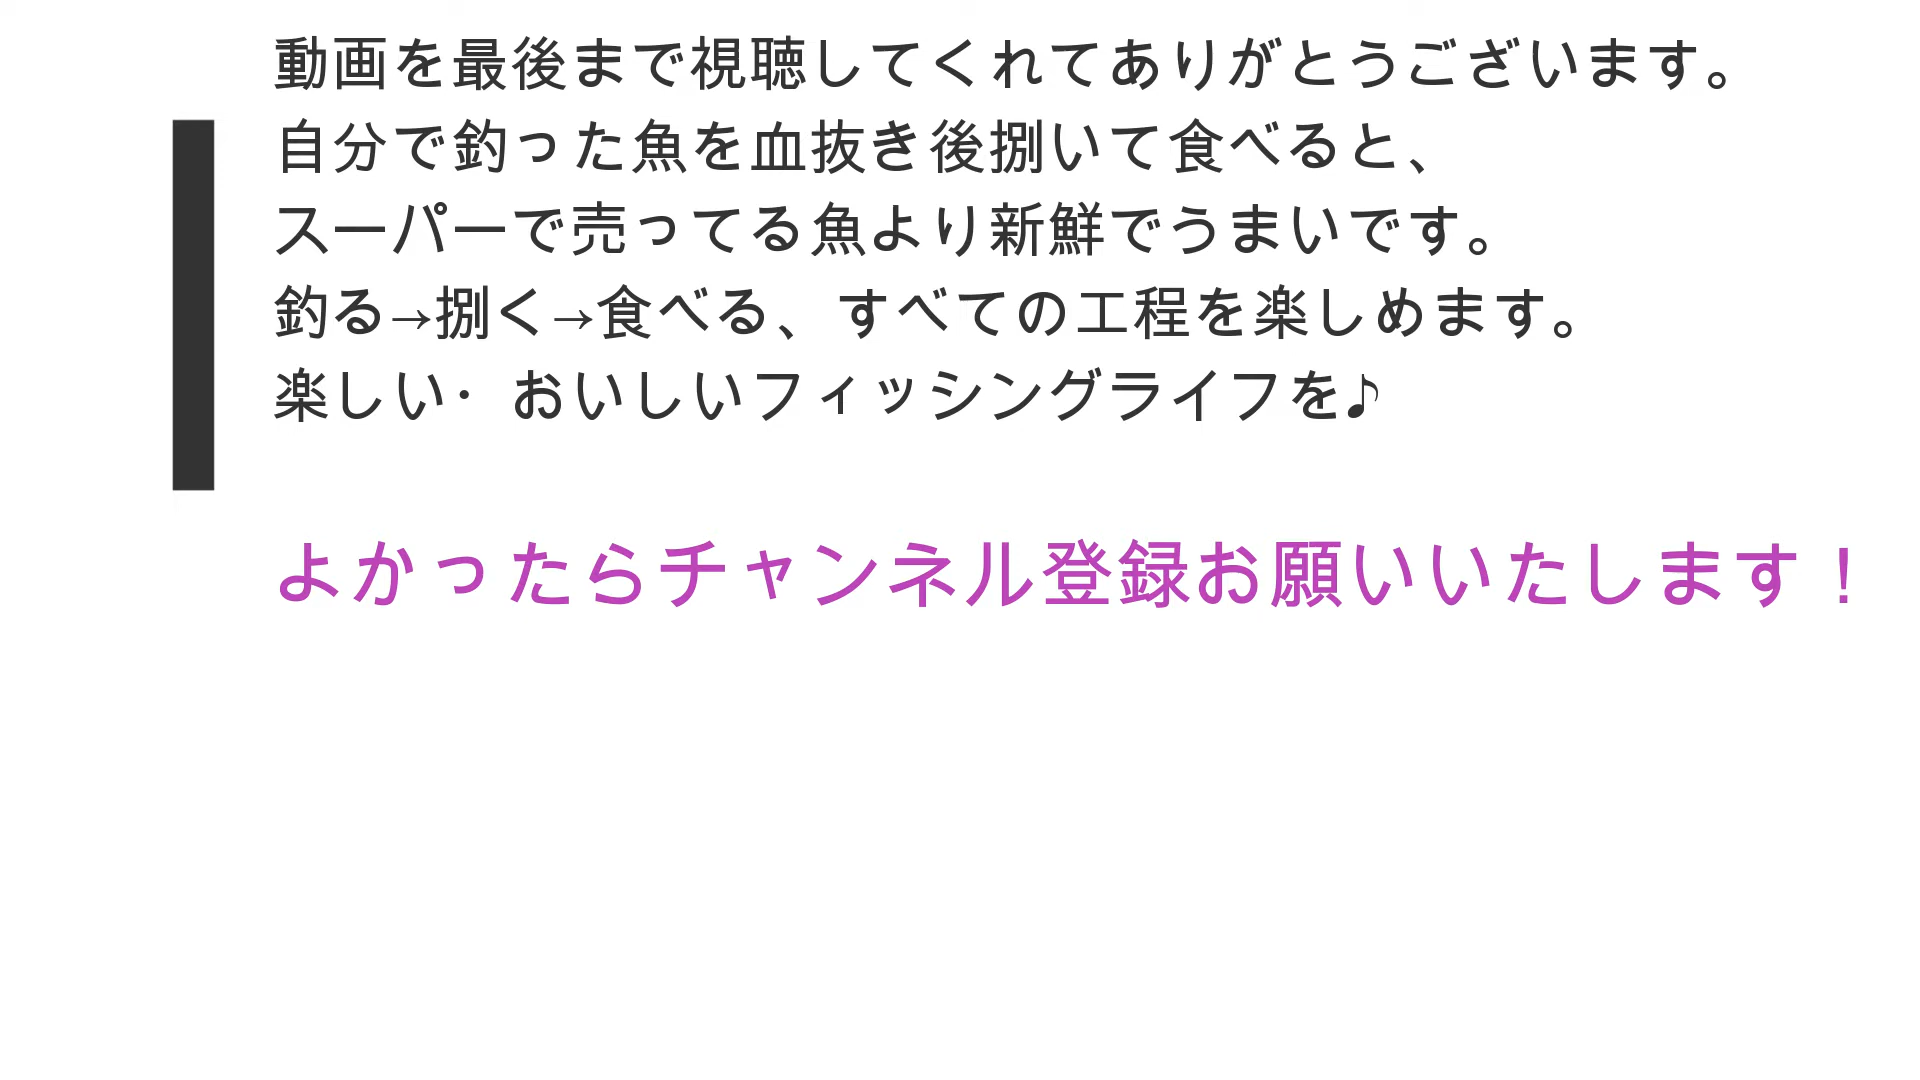 動画を最後まで視聴してくれてありがとうございます。
自分で釣った魚を血抜き後捌いて食べると、
スーパーで売ってる魚より新鮮でうまいです。
釣る→捌く→食べる、すべての工程を楽しめます。
楽しい・おいしいフィッシングライフを♪
よかったらチャンネル登録お願いいたします！